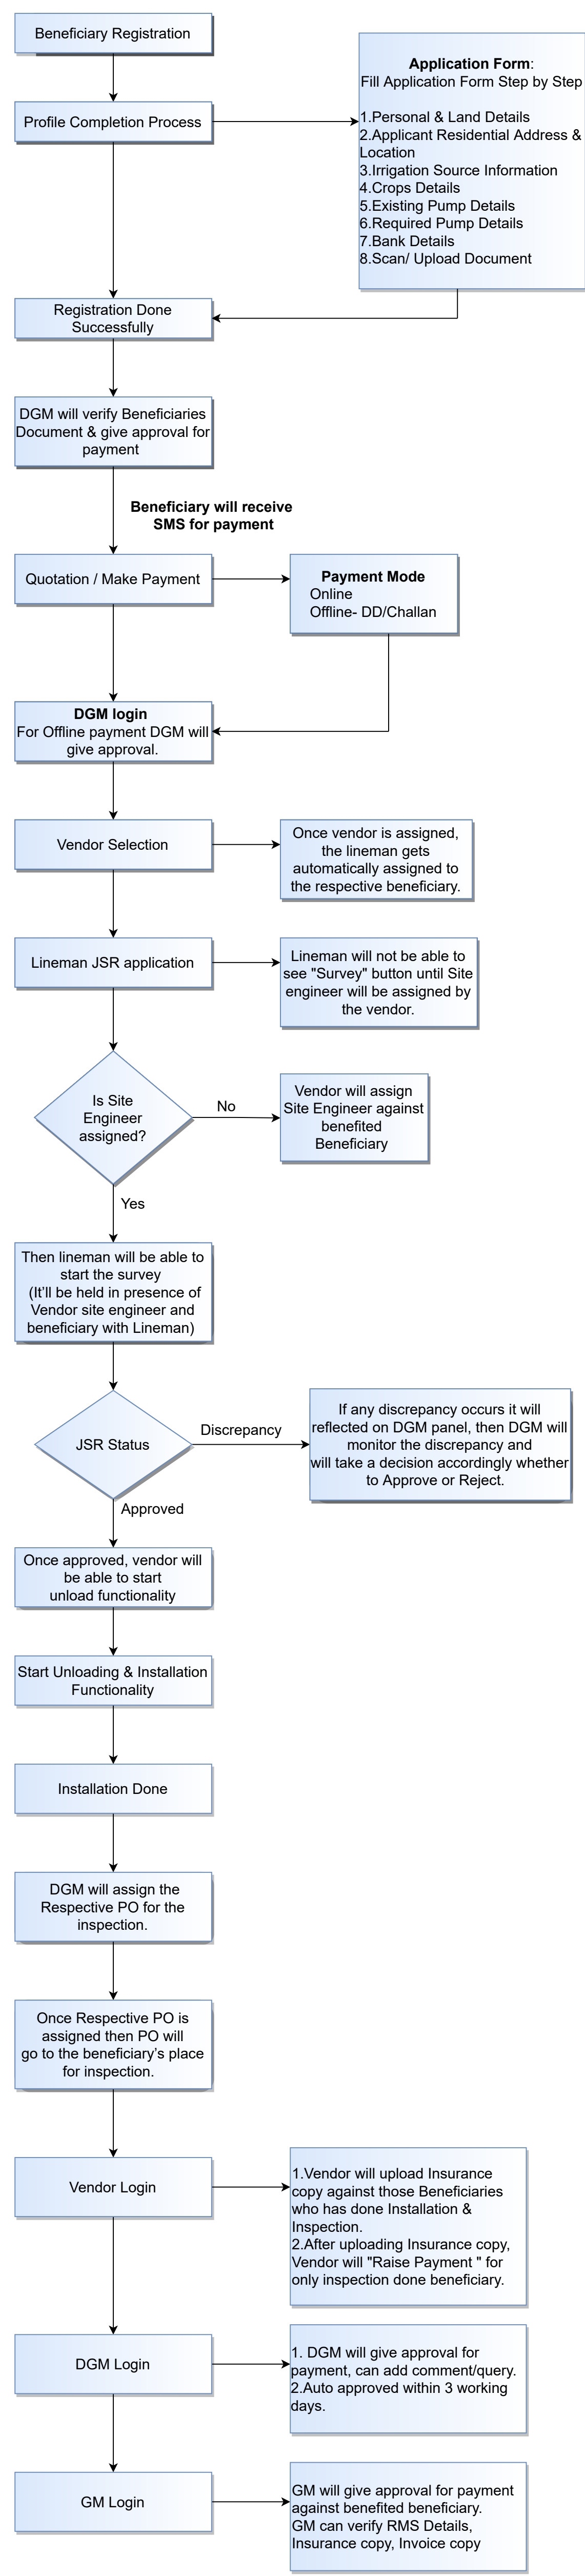 Beneficiary Registration
Application Form:
Fill Application Form Step by Step
1.Personal & Land Details
2.Applicant Residential Address &
Location
3.Irrigation Source Information
4.Crops Details
5.Existing Pump Details
6.Required Pump Details
7.Bank Details
8.Scan/ Upload Document
Profile Completion Process
Registration Done
Successfully
DGM will verify Beneficiaries
Document & give approval for
payment
Beneficiary will receive
SMS for payment
Quotation / Make Payment
Payment Mode
Online
Offline- DD/Challan
DGM login
For Offline payment DGM will
give approval.
Vendor Selection
Once vendor is assigned,
the lineman gets
automatically assigned to
the respective beneficiary.
Lineman JSR application
Lineman will not be able to
see "Survey" button until Site
engineer will be assigned by
the vendor.
Is Site
Engineer
assigned?
No
Vendor will assign
Site Engineer against
benefited
Beneficiary
Yes
Then lineman will be able to
start the survey
(It'll be held in presence of
Vendor site engineer and
beneficiary with Lineman)
JSR Status
Discrepancy
If any discrepancy occurs it will
reflected on DGM panel, then DGM will
monitor the discrepancy and
will take a decision accordingly whether
to Approve or Reject.
Approved
Once approved, vendor will
be able to start
unload functionality
Start Unloading & Installation
Functionality
Installation Done
DGM will assign the
Respective PO for the
inspection.
Once Respective PO is
assigned then PO will
go to the beneficiary's place
for inspection.
Vendor Login
1.Vendor will upload Insurance
copy against those Beneficiaries
who has done Installation &
Inspection.
2.After uploading Insurance copy,
Vendor will "Raise Payment " for
only inspection done beneficiary.
DGM Login
1. DGM will give approval for
payment, can add comment/query.
2.Auto approved within 3 working
days.
GM Login
GM will give approval for payment
against benefited beneficiary.
GM can verify RMS Details,
Insurance copy, Invoice copy